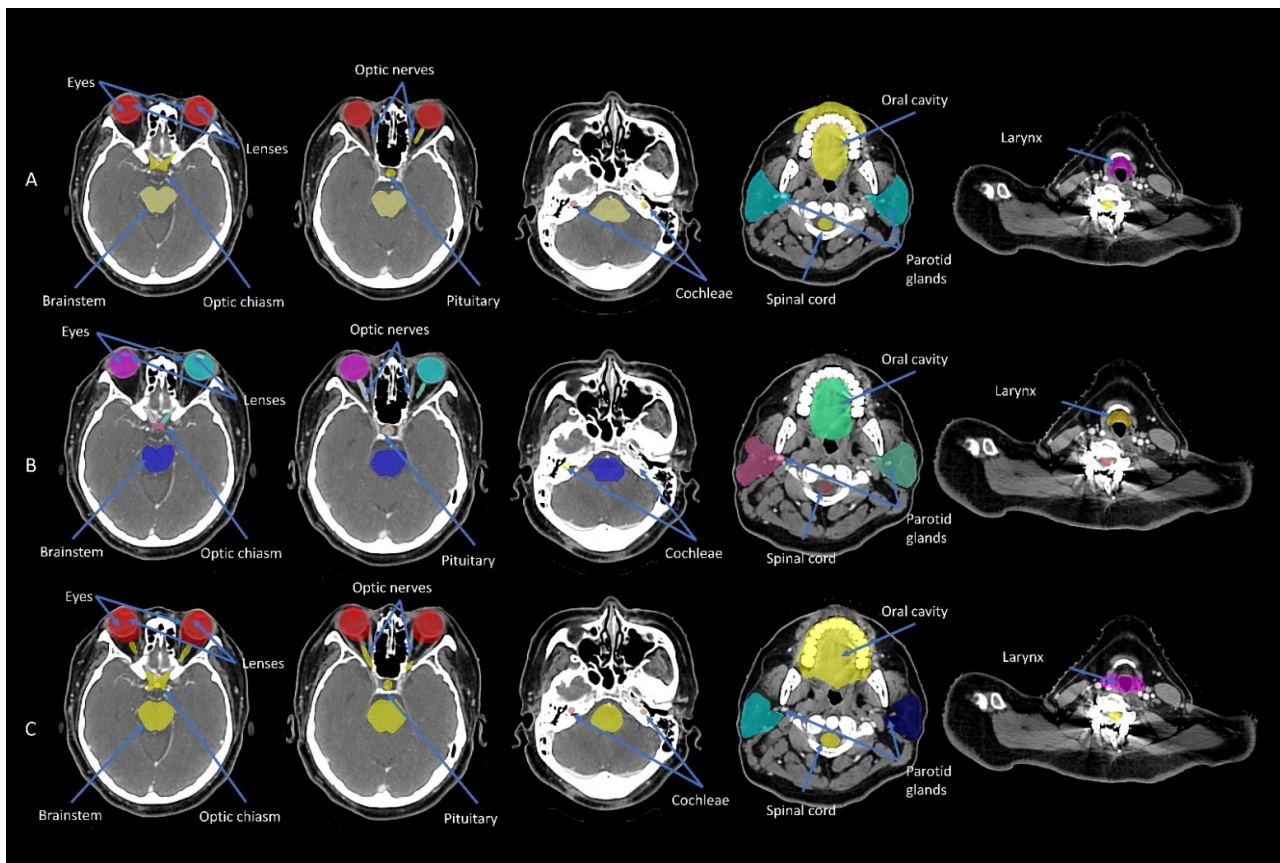 Eyes
Optic nerves
Oral cavity
Larynx
Lenses
A
Parotid
glands
Cochleae
Brainstem
Optic chiasm
Pituitary
Spinal cord
Eyes
Optic nerves
Oral cavity
Larynx
Lenses
B
Parotid
glands
Brainstem
Optic chiasm
Pituitary
Cochleae
Spinal cord
Eyes
Optic nerves
Oral cavity
Larynx
Lenses
C
Parotid
glands
Cochleae
Brainstem
Optic chiasm
Pituitary
Spinal cord